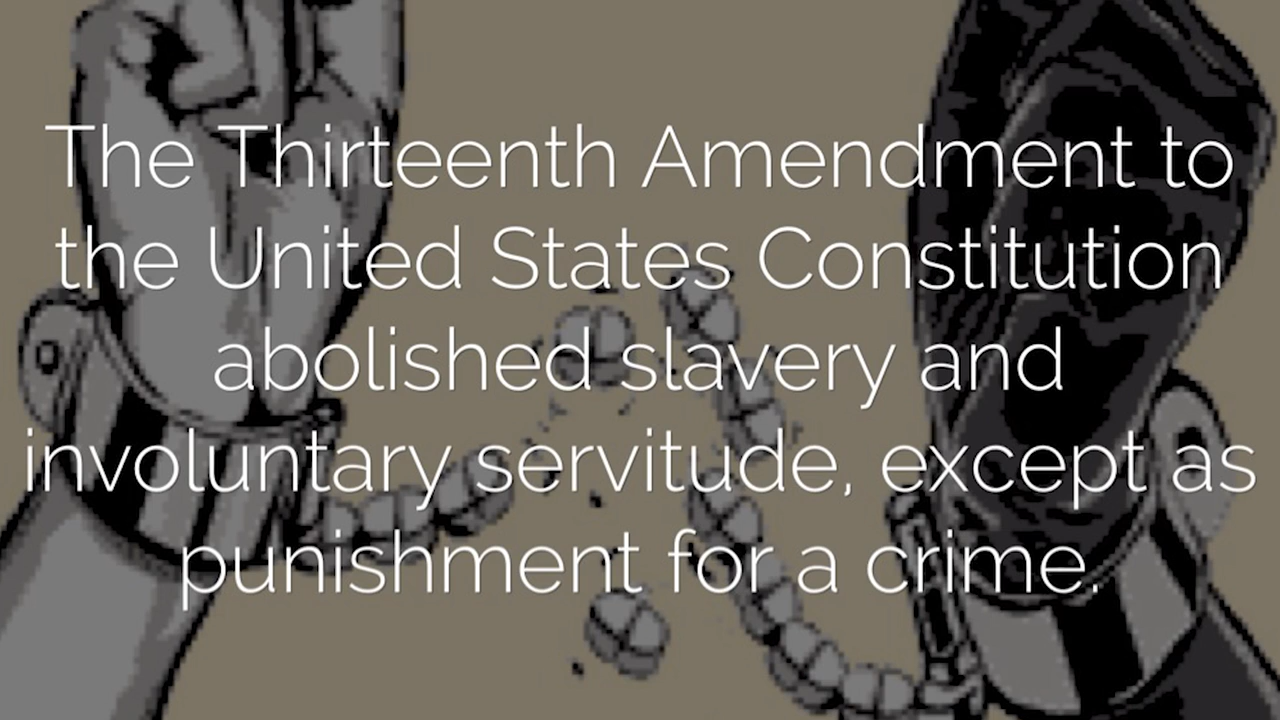 The Thirteenth Amendment to
the United States Constitution
abolished slavery and
involuntary servitude, except as
punishment for a crime.